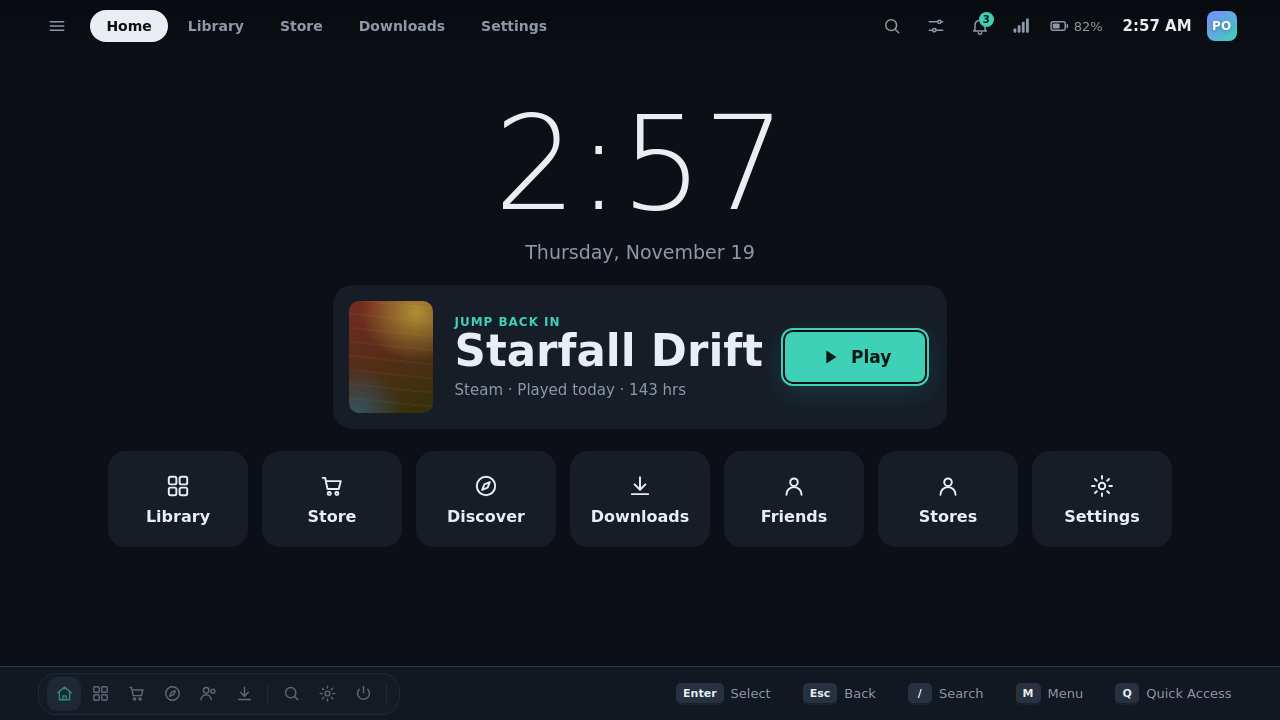 Home Library Store Downloads Settings 3 82% 2:57 AM PO
2:57
Thursday, November 19
JUMP BACK IN
Starfall Drift
Steam · Played today · 143 hrs
Play
Library Store Discover Downloads Friends Stores Settings
Enter Select Esc Back / Search M Menu Q Quick Access